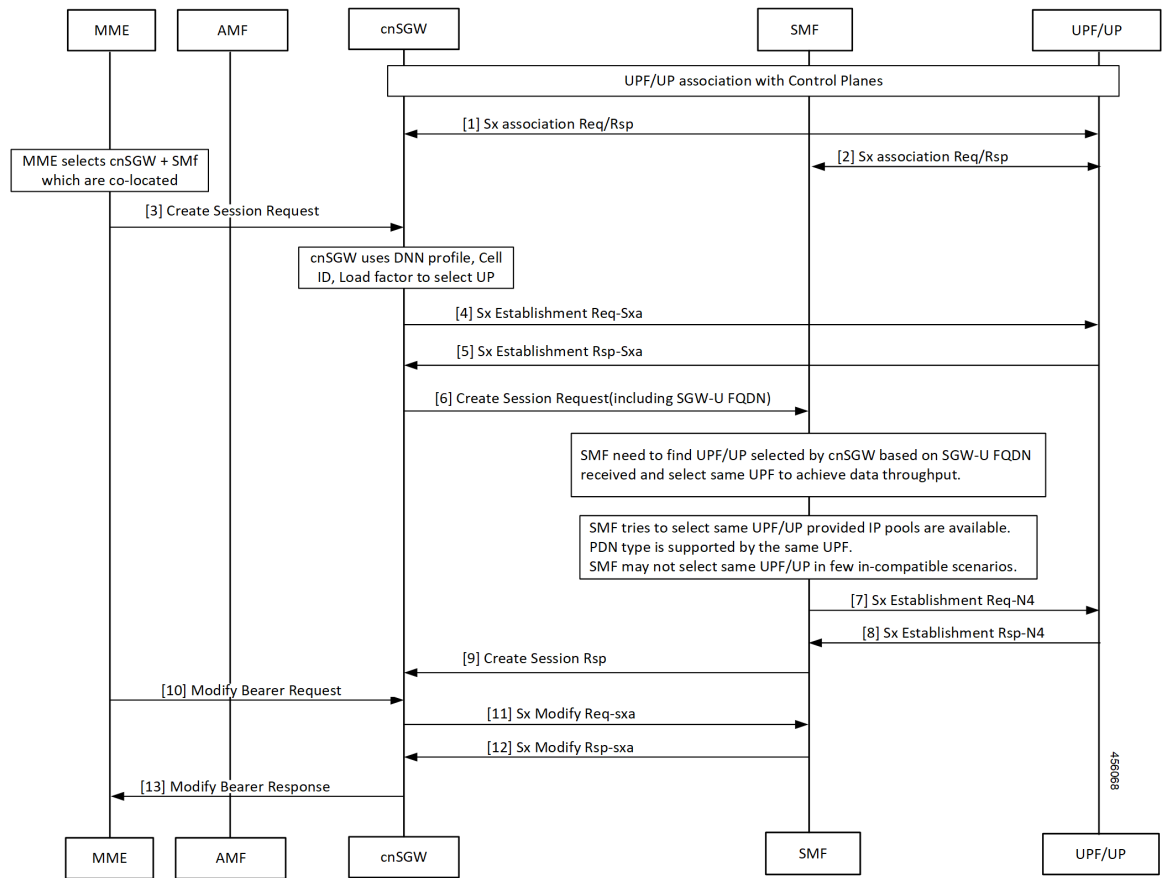 MME
AMF
cnSGW
SMF
UPF/UP
UPF/UP association with Control Planes
[1] Sx association Req/Rsp
MME selects cnSGW + SMf
which are co-located
[2] Sx association Req/Rsp
[3] Create Session Request
cnSGW uses DNN profile, Cell
ID, Load factor to select UP
[4] Sx Establishment Req-Sxa
[5] Sx Establishment Rsp-Sxa
[6] Create Session Request(including SGW-U FQDN)
SMF need to find UPF/UP selected by cnSGW based on SGW-U FQDN
received and select same UPF to achieve data throughput.
SMF tries to select same UPF/UP provided IP pools are available.
PDN type is supported by the same UPF.
SMF may not select same UPF/UP in few in-compatible scenarios.
[7] Sx Establishment Req-N4
[8] Sx Establishment Rsp-N4
[9] Create Session Rsp
[10] Modify Bearer Request
[11] Sx Modify Req-sxa
[12] Sx Modify Rsp-sxa
[13] Modify Bearer Response
456068
MME
AMF
cnSGW
SMF
UPF/UP